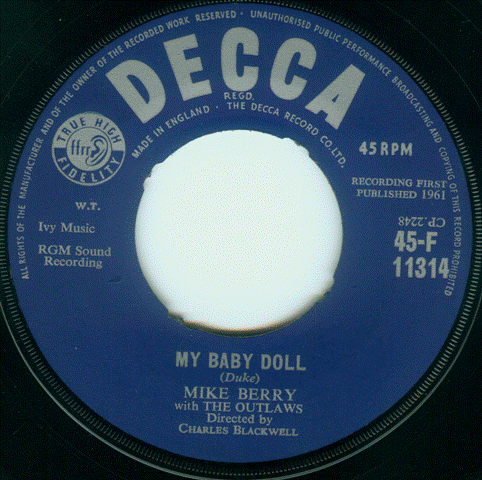 ALL RIGHTS OF THE MANUFACTURER AND OF THE OWNER OF THE RECORDED WORK RESERVED · UNAUTHORISED PUBLIC PERFORMANCE BROADCASTING AND COPYING OF THIS RECORD PROHIBITED
DECCA
REGD.
MADE IN ENGLAND · THE DECCA RECORD CO. LTD.
TRUE HIGH
ffrr
FIDELITY
45 RPM
RECORDING FIRST
PUBLISHED 1961
W.T.
Ivy Music
RGM Sound
Recording
CP.2248
45-F
11314
MY BABY DOLL
(Duke)
MIKE BERRY
with THE OUTLAWS
Directed by
CHARLES BLACKWELL